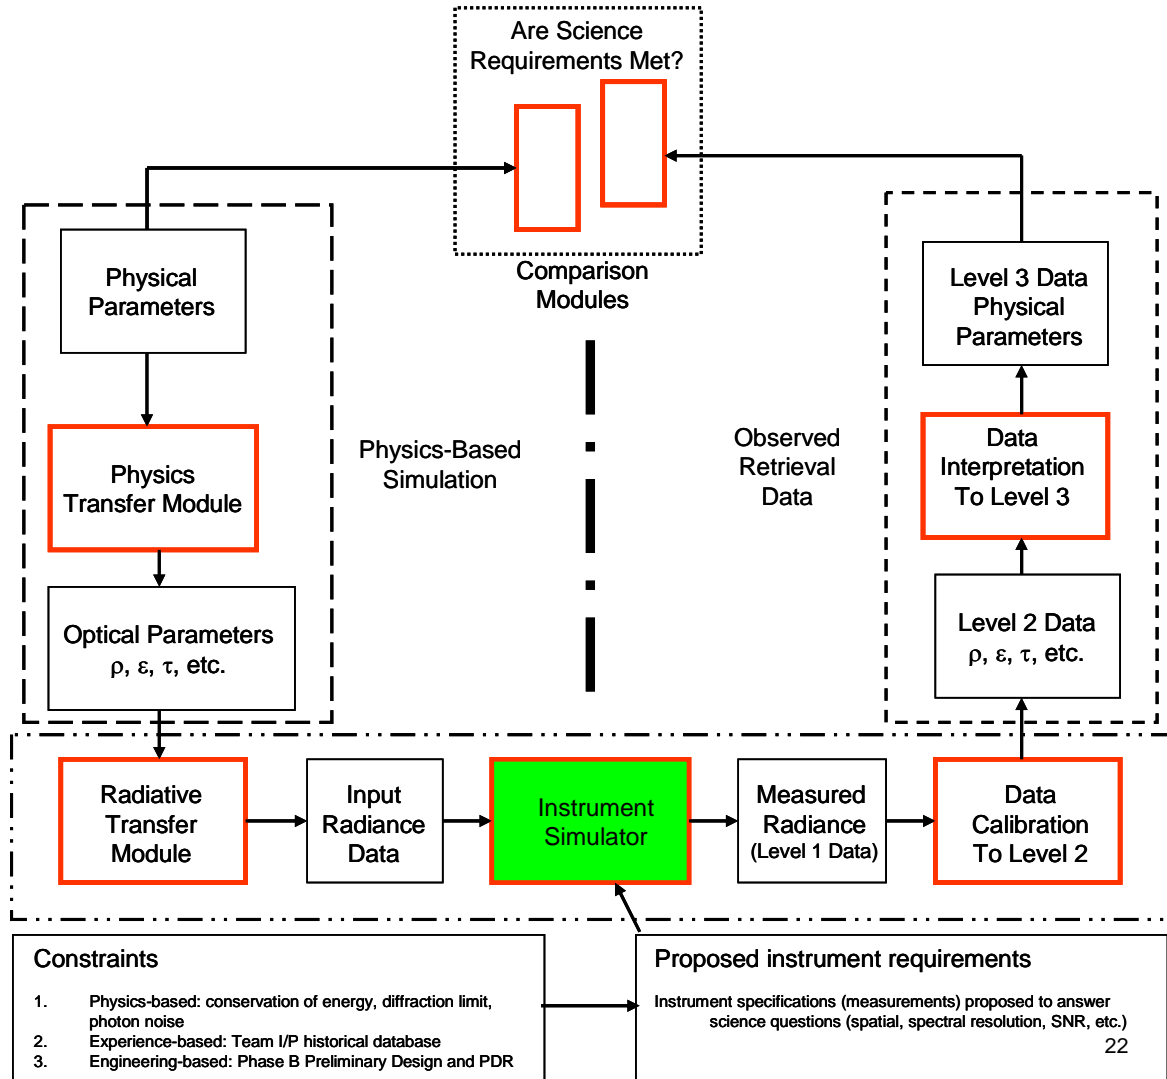 Are Science
Requirements Met?
Comparison
Modules
Physical
Parameters
Physics
Transfer Module
Optical Parameters
ρ, ε, τ, etc.
Physics-Based
Simulation
Observed
Retrieval
Data
Level 3 Data
Physical
Parameters
Data
Interpretation
To Level 3
Level 2 Data
ρ, ε, τ, etc.
Radiative
Transfer
Module
Input
Radiance
Data
Instrument
Simulator
Measured
Radiance
(Level 1 Data)
Data
Calibration
To Level 2
Constraints
1. Physics-based: conservation of energy, diffraction limit,
photon noise
2. Experience-based: Team I/P historical database
3. Engineering-based: Phase B Preliminary Design and PDR
Proposed instrument requirements
Instrument specifications (measurements) proposed to answer
science questions (spatial, spectral resolution, SNR, etc.)
22